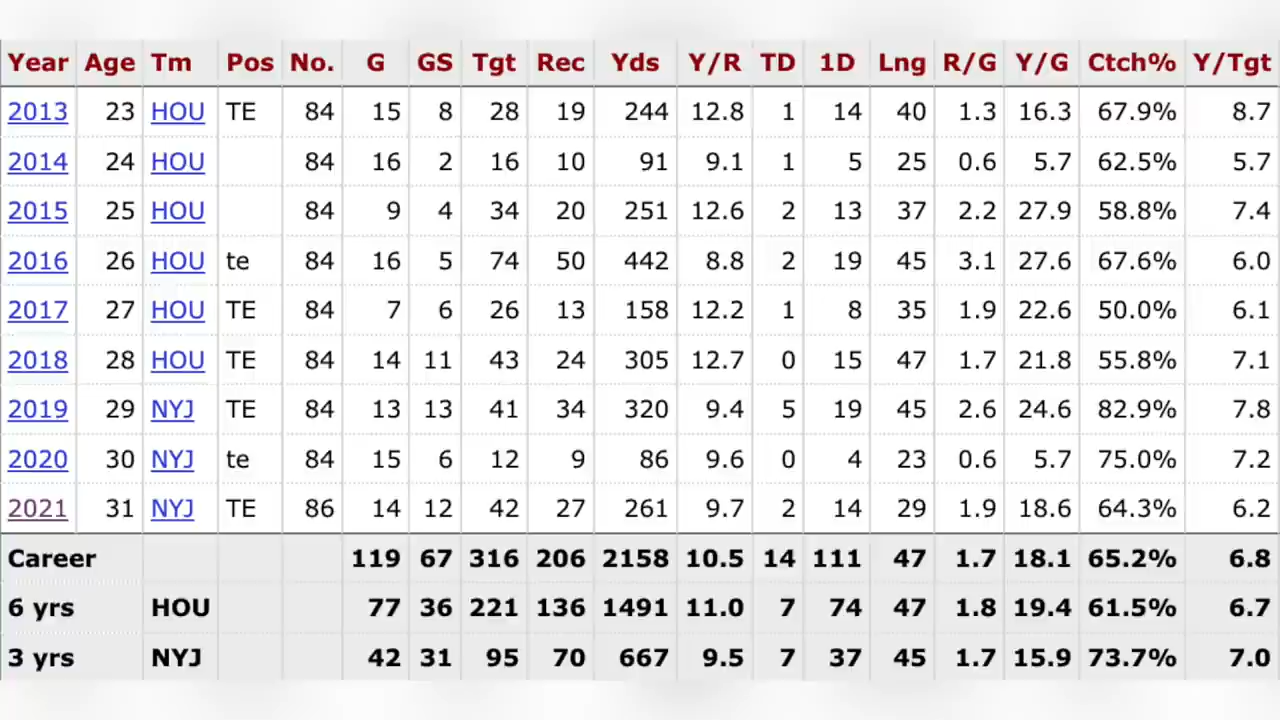 Year Age Tm Pos No. G GS Tgt Rec Yds Y/R TD 1D Lng R/G Y/G Ctch% Y/Tgt
2013 23 HOU TE 84 15 8 28 19 244 12.8 1 14 40 1.3 16.3 67.9% 8.7
2014 24 HOU 84 16 2 16 10 91 9.1 1 5 25 0.6 5.7 62.5% 5.7
2015 25 HOU 84 9 4 34 20 251 12.6 2 13 37 2.2 27.9 58.8% 7.4
2016 26 HOU te 84 16 5 74 50 442 8.8 2 19 45 3.1 27.6 67.6% 6.0
2017 27 HOU TE 84 7 6 26 13 158 12.2 1 8 35 1.9 22.6 50.0% 6.1
2018 28 HOU TE 84 14 11 43 24 305 12.7 0 15 47 1.7 21.8 55.8% 7.1
2019 29 NYJ TE 84 13 13 41 34 320 9.4 5 19 45 2.6 24.6 82.9% 7.8
2020 30 NYJ te 84 15 6 12 9 86 9.6 0 4 23 0.6 5.7 75.0% 7.2
2021 31 NYJ TE 86 14 12 42 27 261 9.7 2 14 29 1.9 18.6 64.3% 6.2
Career 119 67 316 206 2158 10.5 14 111 47 1.7 18.1 65.2% 6.8
6 yrs HOU 77 36 221 136 1491 11.0 7 74 47 1.8 19.4 61.5% 6.7
3 yrs NYJ 42 31 95 70 667 9.5 7 37 45 1.7 15.9 73.7% 7.0